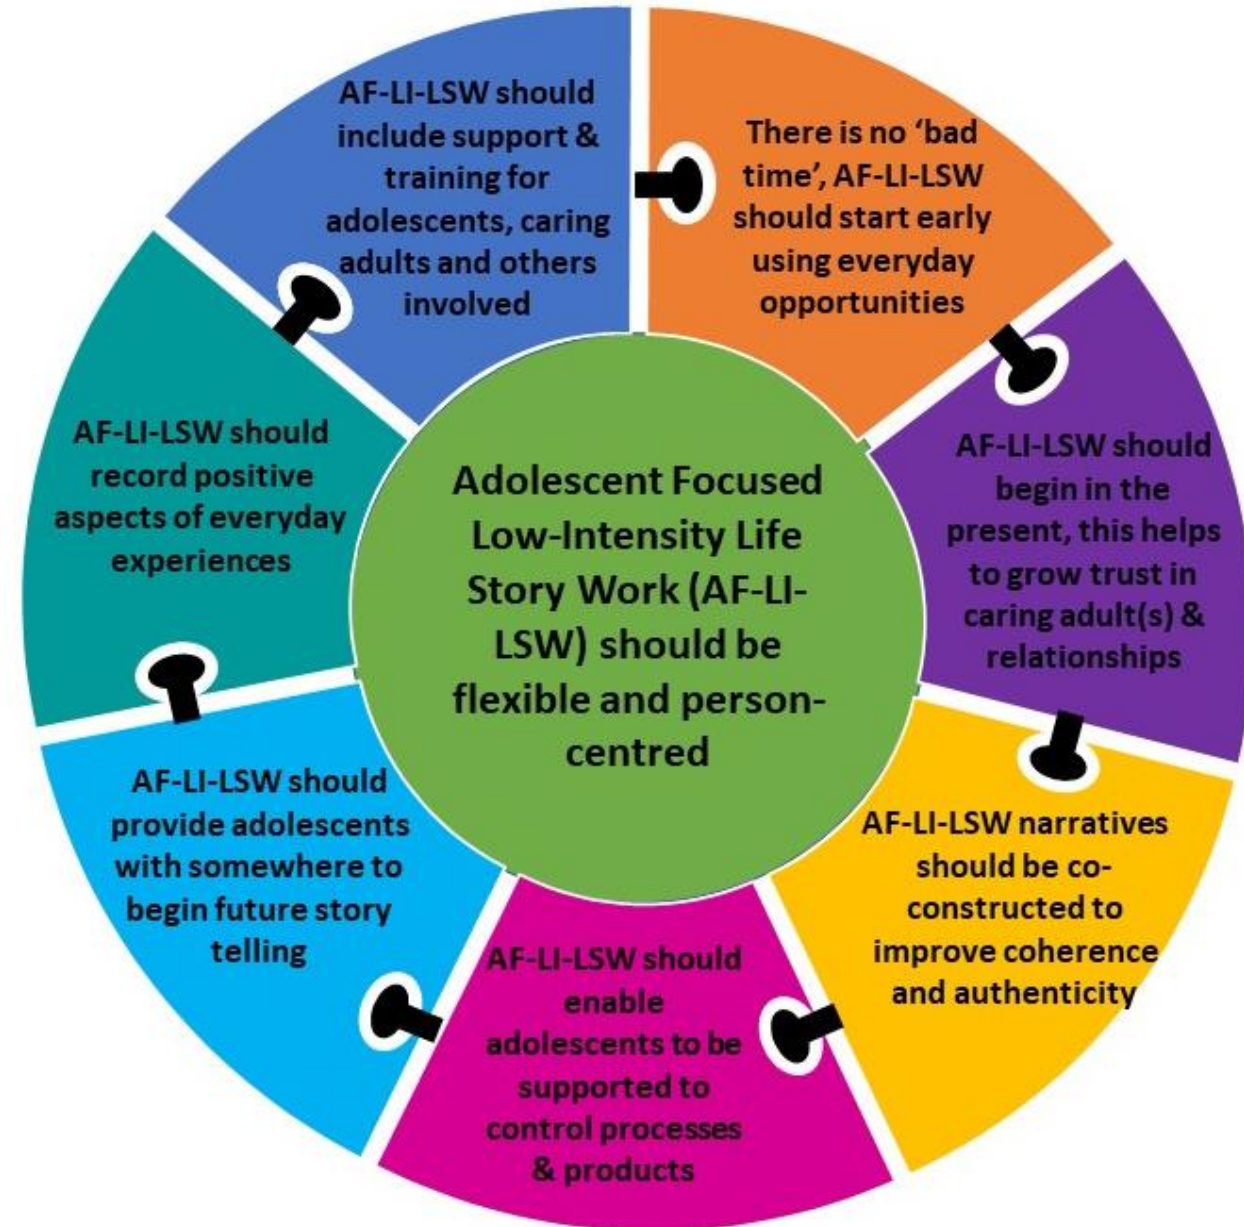 AF-LI-LSW should
include support &
training for
adolescents, caring
adults and others
involved
There is no ‘bad
time’, AF-LI-LSW
should start early
using everyday
opportunities
AF-LI-LSW should
begin in the
present, this helps
to grow trust in
caring adult(s) &
relationships
AF-LI-LSW narratives
should be co-
constructed to
improve coherence
and authenticity
AF-LI-LSW should
enable
adolescents to be
supported to
control processes
& products
AF-LI-LSW should
provide adolescents
with somewhere to
begin future story
telling
AF-LI-LSW should
record positive
aspects of everyday
experiences
Adolescent Focused
Low-Intensity Life
Story Work (AF-LI-
LSW) should be
flexible and person-
centred